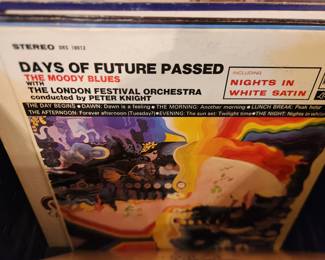 STEREO DES 18012
DAYS OF FUTURE PASSED
THE MOODY BLUES
WITH
THE LONDON FESTIVAL ORCHESTRA
conducted by PETER KNIGHT
INCLUDING
NIGHTS IN
WHITE SATIN
THE DAY BEGINS ●DAWN: Dawn is a feeling ●THE MORNING: Another morning ●LUNCH BREAK: Peak hour
THE AFTERNOON: Forever afternoon (Tuesday?) ●EVENING: The sun set: Twilight time ●THE NIGHT: Nights in white